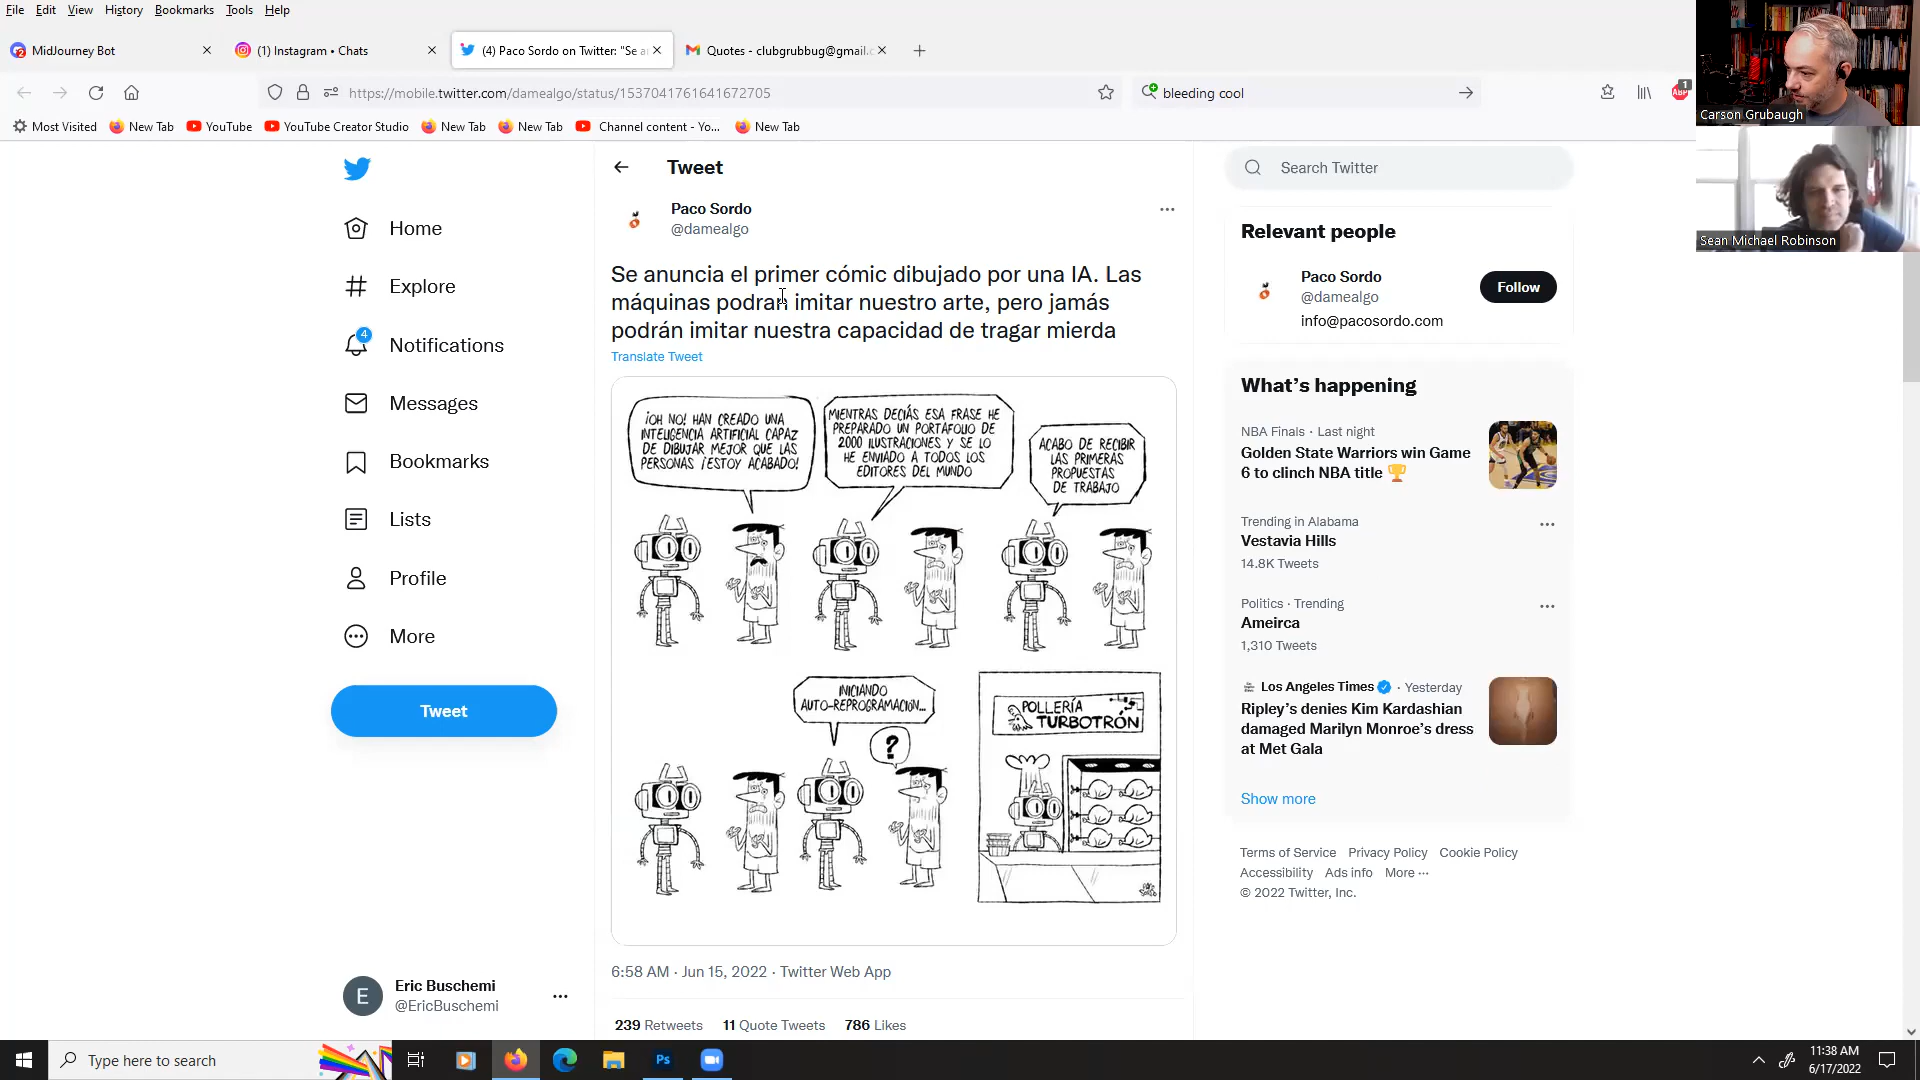 File Edit View History Bookmarks Tools Help
MidJourney Bot
(1) Instagram • Chats
(4) Paco Sordo on Twitter: "Se a
Quotes - clubgrubbug@gmail.c
https://mobile.twitter.com/damealgo/status/1537041761641672705
bleeding cool
1
ABP
Most Visited New Tab YouTube YouTube Creator Studio New Tab New Tab Channel content - Yo... New Tab
Carson Grubaugh
Sean Michael Robinson
Home
Explore
4
Notifications
Messages
Bookmarks
Lists
Profile
More
Tweet
E
Eric Buschemi
@EricBuschemi
Tweet
Paco Sordo
@damealgo
Se anuncia el primer cómic dibujado por una IA. Las
máquinas podrán imitar nuestro arte, pero jamás
podrán imitar nuestra capacidad de tragar mierda
Translate Tweet
¡OH NO! HAN CREADO UNA
INTELIGENCIA ARTIFICIAL CAPAZ
DE DIBUJAR MEJOR QUE LAS
PERSONAS ¡ESTOY ACABADO!
MIENTRAS DECÍAS ESA FRASE HE
PREPARADO UN PORTAFOLIO DE
2000 ILUSTRACIONES Y SE LO
HE ENVIADO A TODOS LOS
EDITORES DEL MUNDO
ACABO DE RECIBIR
LAS PRIMERAS
PROPUESTAS
DE TRABAJO
INICIANDO
AUTO-REPROGRAMACIÓN...
?
POLLERÍA
TURBOTRÓN
6:58 AM · Jun 15, 2022 · Twitter Web App
239 Retweets 11 Quote Tweets 786 Likes
Search Twitter
Relevant people
Paco Sordo
@damealgo
Follow
info@pacosordo.com
What's happening
NBA Finals · Last night
Golden State Warriors win Game
6 to clinch NBA title
Trending in Alabama
Vestavia Hills
14.8K Tweets
Politics · Trending
Ameirca
1,310 Tweets
Los Angeles Times · Yesterday
Ripley's denies Kim Kardashian
damaged Marilyn Monroe's dress
at Met Gala
Show more
Terms of Service Privacy Policy Cookie Policy
Accessibility Ads info More ···
© 2022 Twitter, Inc.
Type here to search
Ps
11:38 AM
6/17/2022